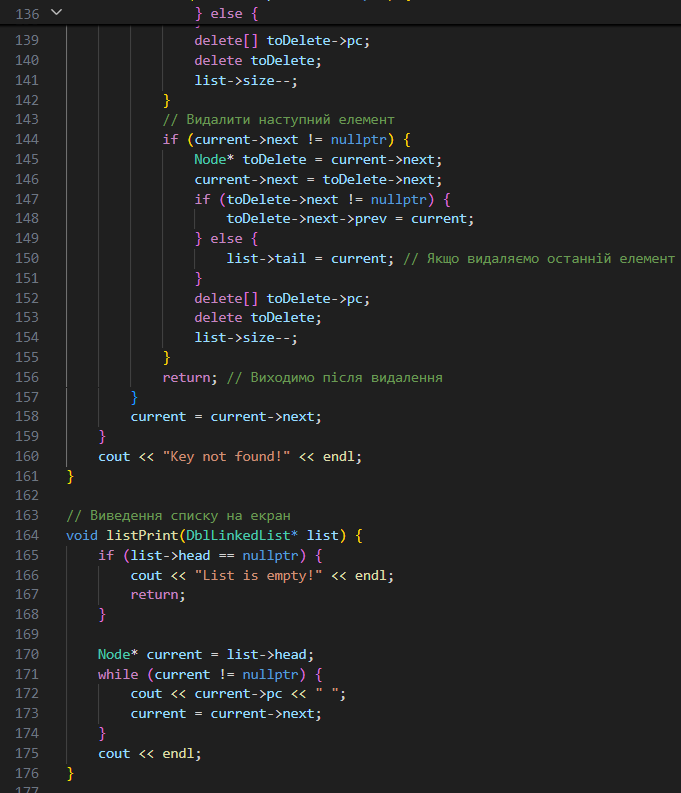 136 } else {
139 delete[] toDelete->pc;
140 delete toDelete;
141 list->size--;
142 }
143 // Видалити наступний елемент
144 if (current->next != nullptr) {
145 Node* toDelete = current->next;
146 current->next = toDelete->next;
147 if (toDelete->next != nullptr) {
148 toDelete->next->prev = current;
149 } else {
150 list->tail = current; // Якщо видаляємо останній елемент
151 }
152 delete[] toDelete->pc;
153 delete toDelete;
154 list->size--;
155 }
156 return; // Виходимо після видалення
157 }
158 current = current->next;
159 }
160 cout << "Key not found!" << endl;
161 }
162
163 // Виведення списку на екран
164 void listPrint(DblLinkedList* list) {
165 if (list->head == nullptr) {
166 cout << "List is empty!" << endl;
167 return;
168 }
169
170 Node* current = list->head;
171 while (current != nullptr) {
172 cout << current->pc << " ";
173 current = current->next;
174 }
175 cout << endl;
176 }
177